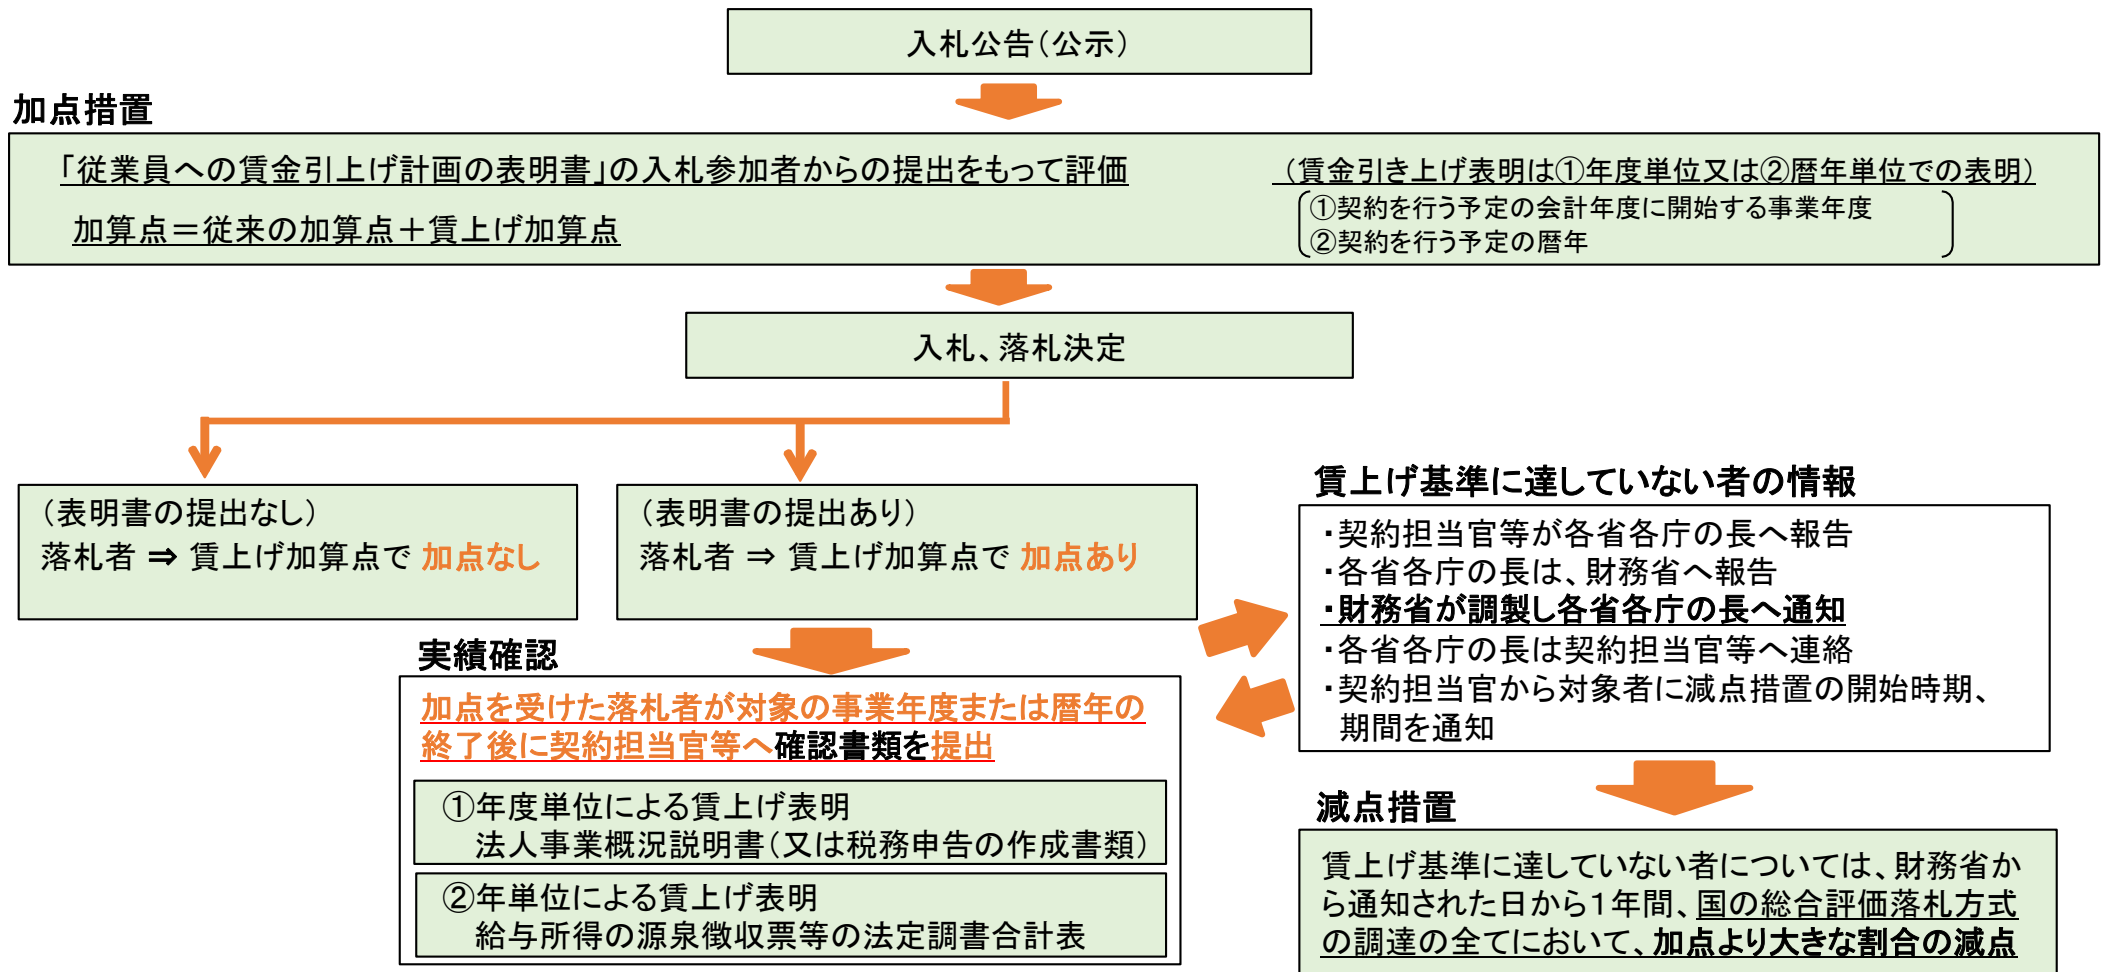 入札公告（公示）
加点措置
「従業員への賃金引上げ計画の表明書」の入札参加者からの提出をもって評価
（賃金引き上げ表明は①年度単位又は②暦年単位での表明）
加算点＝従来の加算点＋賃上げ加算点
①契約を行う予定の会計年度に開始する事業年度
②契約を行う予定の暦年
入札、落札決定
（表明書の提出なし）
落札者 ⇒ 賃上げ加算点で 加点なし
（表明書の提出あり）
落札者 ⇒ 賃上げ加算点で 加点あり
賃上げ基準に達していない者の情報
・契約担当官等が各省各庁の長へ報告
・各省各庁の長は、財務省へ報告
・財務省が調製し各省各庁の長へ通知
・各省各庁の長は契約担当官等へ連絡
・契約担当官から対象者に減点措置の開始時期、
期間を通知
実績確認
加点を受けた落札者が対象の事業年度または暦年の
終了後に契約担当官等へ確認書類を提出
①年度単位による賃上げ表明
法人事業概況説明書（又は税務申告の作成書類）
②年単位による賃上げ表明
給与所得の源泉徴収票等の法定調書合計表
減点措置
賃上げ基準に達していない者については、財務省か
ら通知された日から１年間、国の総合評価落札方式
の調達の全てにおいて、加点より大きな割合の減点